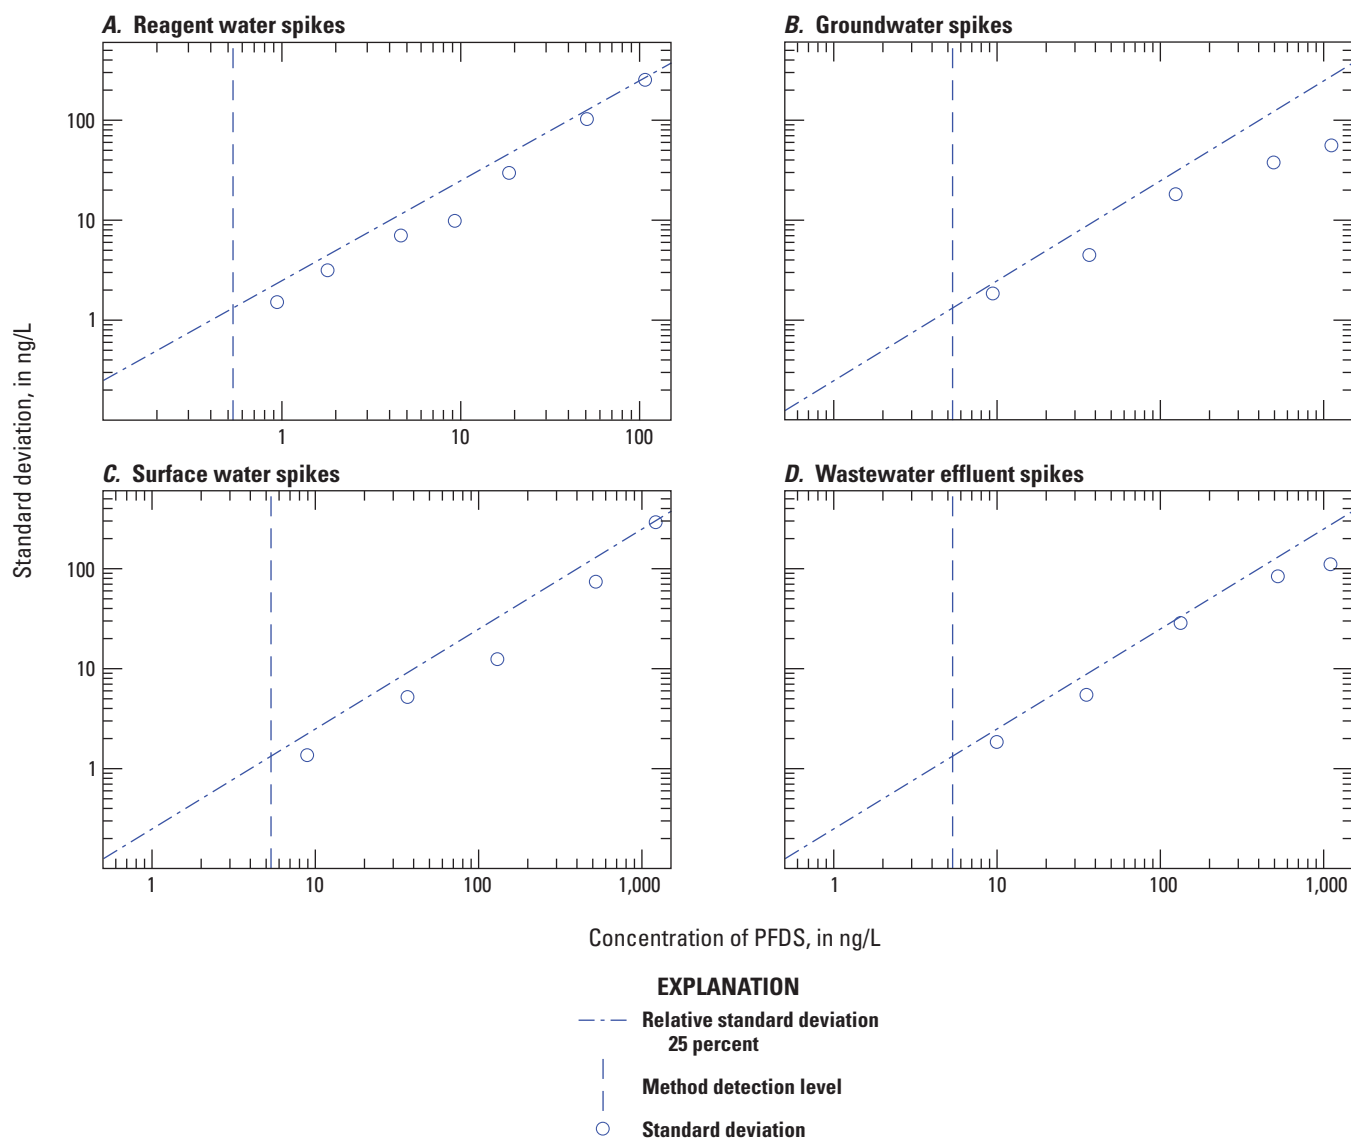 A. Reagent water spikes
B. Groundwater spikes
100
10
1
1 10 100
C. Surface water spikes
D. Wastewater effluent spikes
100
10
1
1 10 100 1,000
1 10 100 1,000
Standard deviation, in ng/L
Concentration of PFDS, in ng/L
EXPLANATION
Relative standard deviation
25 percent
Method detection level
Standard deviation